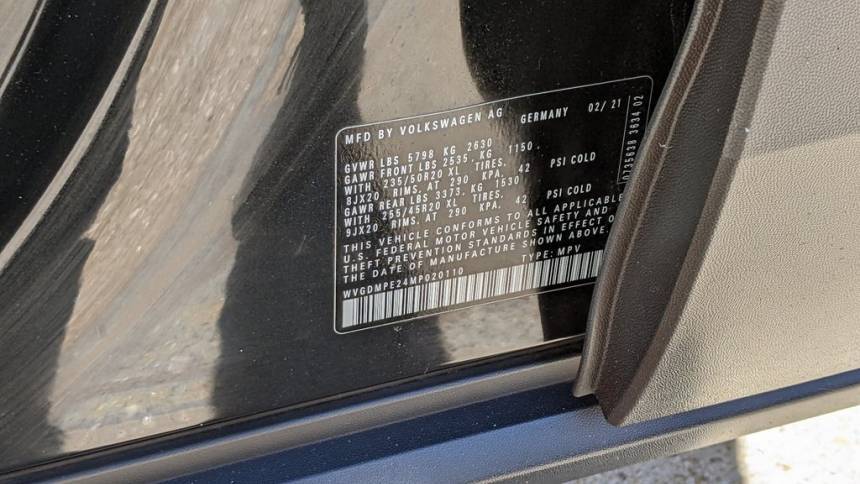 MFD BY VOLKSWAGEN AG GERMANY 02/ 21
GVWR LBS 5798 KG 2630
GAWR FRONT LBS 2535. KG 1150.
WITH 235/50R20 XL TIRES.
8JX20 RIMS. AT 290 KPA. 42 PSI COLD
GAWR REAR LBS 3373. KG 1530
WITH 255/45R20 XL TIRES.
9JX20 RIMS. AT 290 KPA. 42 PSI COLD
THIS VEHICLE CONFORMS TO ALL APPLICABLE
U.S. FEDERAL MOTOR VEHICLE SAFETY AND
THEFT PREVENTION STANDARDS IN EFFECT O
THE DATE OF MANUFACTURE SHOWN ABOVE.
WVGDMPE24MP020110 TYPE: MPV
0735638 3634 02